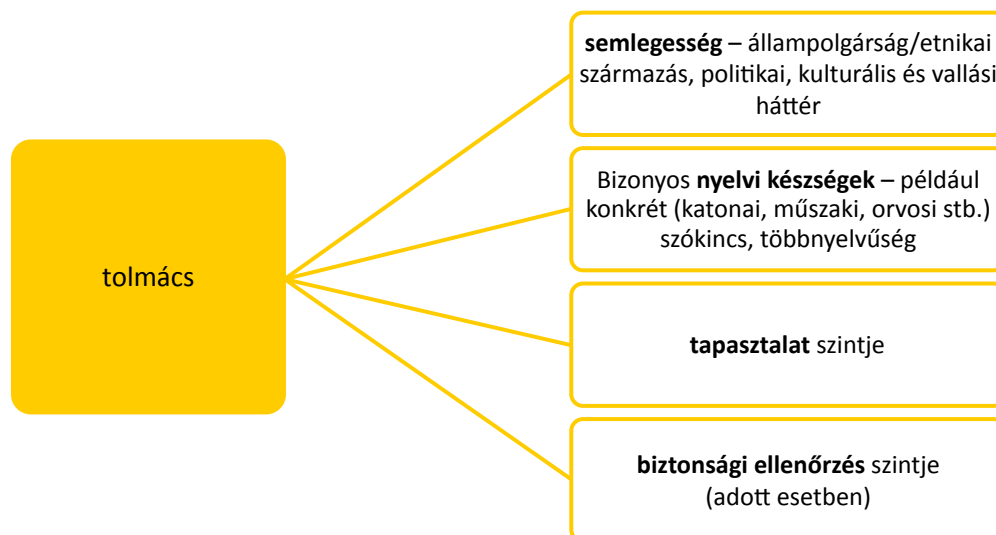 tolmács
semlegesség – állampolgárság/etnikai
származás, politikai, kulturális és vallási
háttér
Bizonyos nyelvi készségek – például
konkrét (katonai, műszaki, orvosi stb.)
szókincs, többnyelvűség
tapasztalat szintje
biztonsági ellenőrzés szintje
(adott esetben)